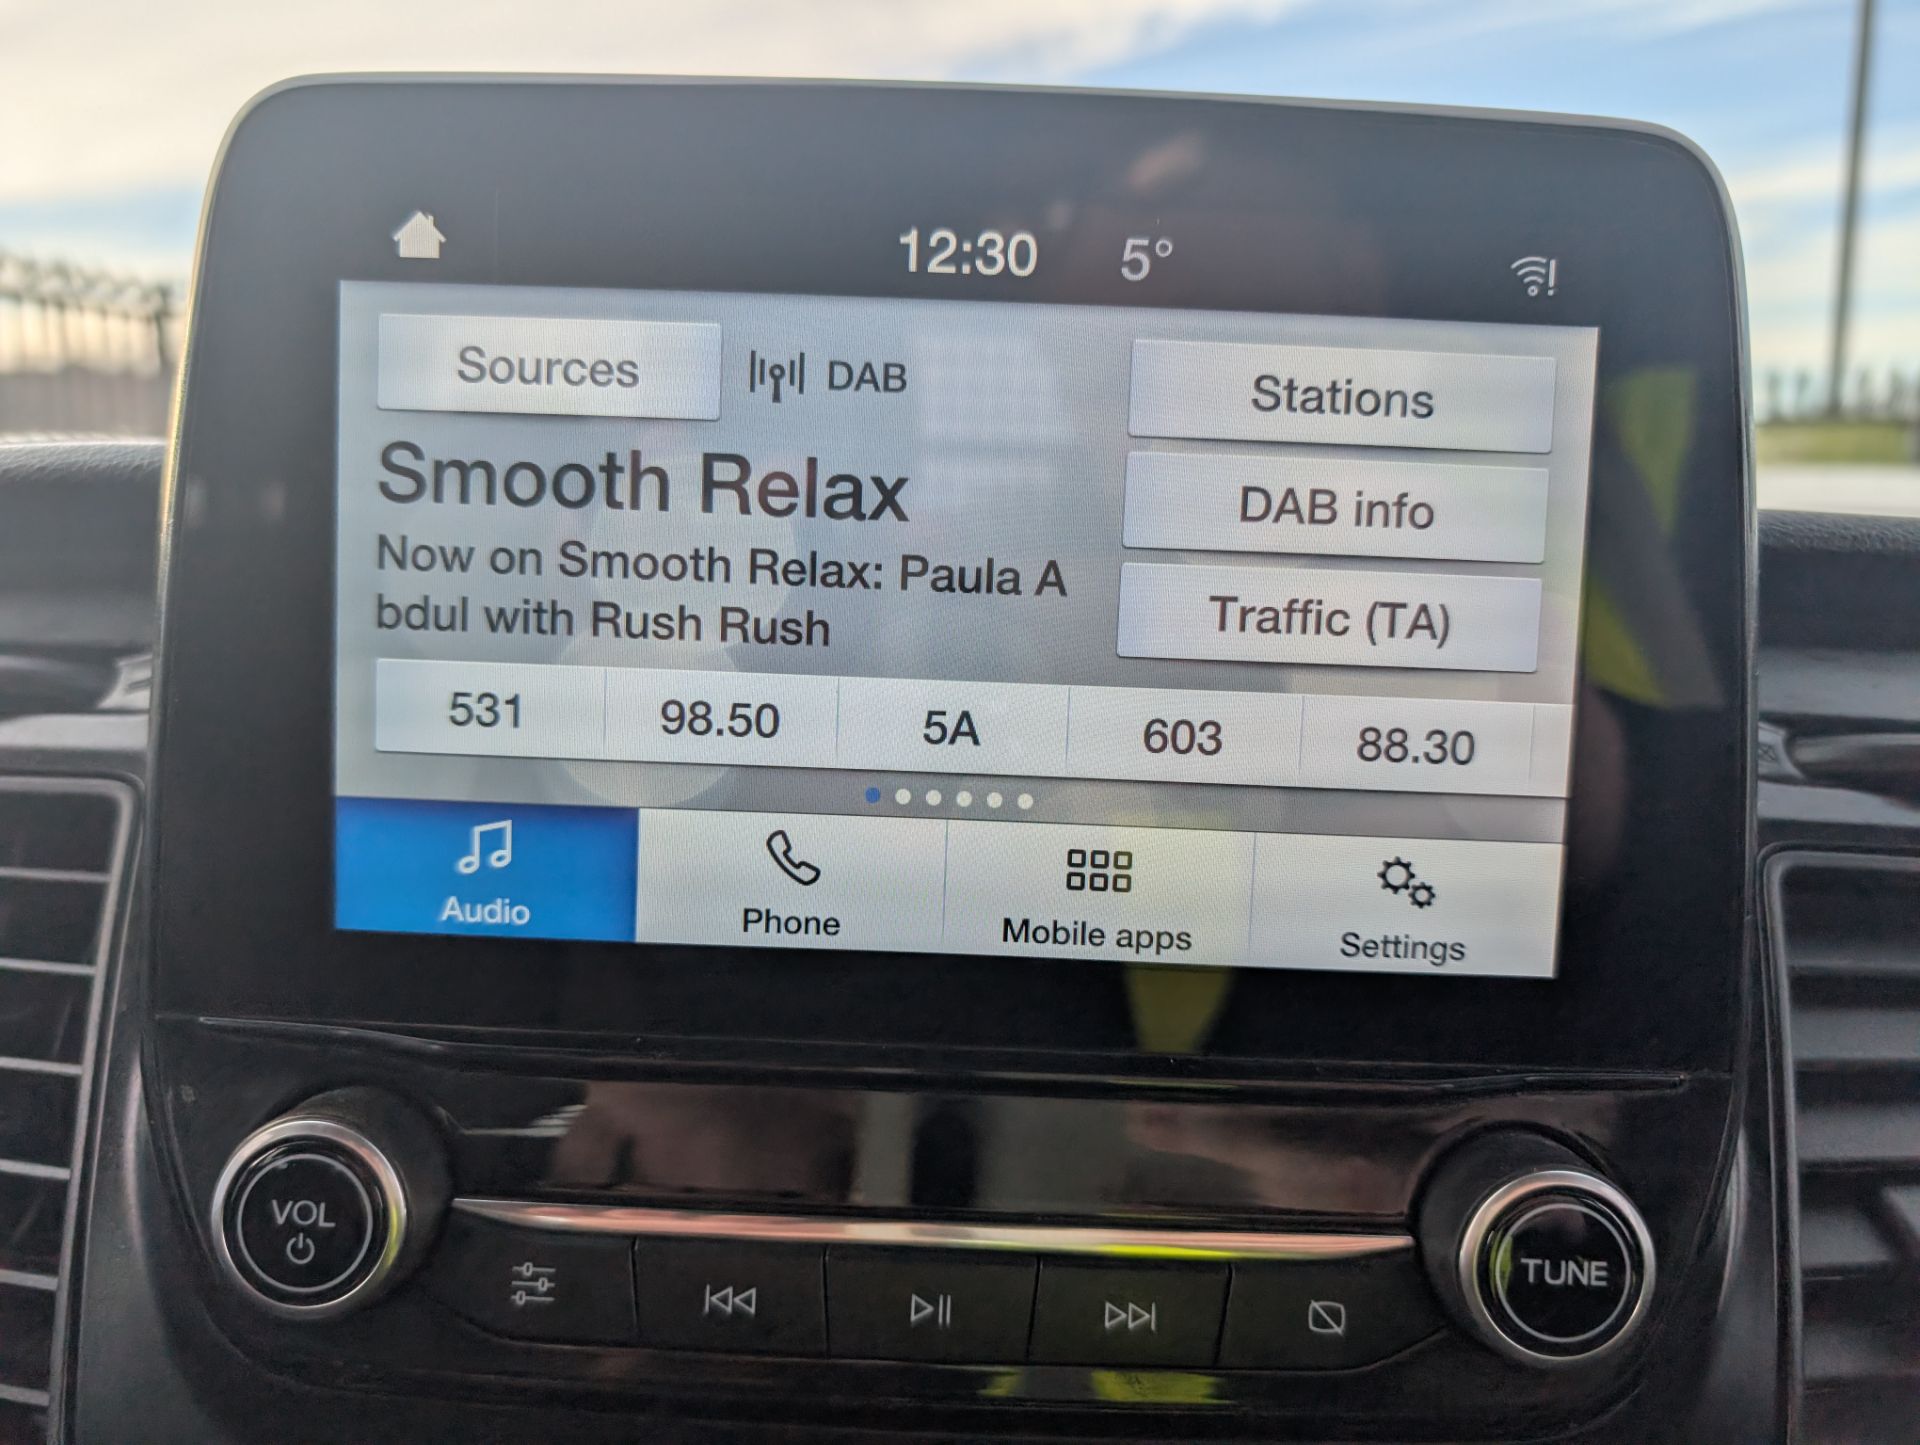 12:30 5°
Sources DAB Stations
Smooth Relax
DAB info
Now on Smooth Relax: Paula A
bdul with Rush Rush
Traffic (TA)
531 98.50 5A 603 88.30
Audio Phone Mobile apps Settings
VOL
TUNE